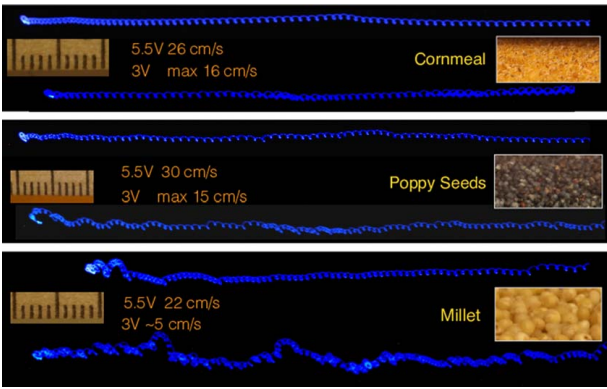 5.5V 26 cm/s
3V max 16 cm/s
Cornmeal
5.5V 30 cm/s
3V max 15 cm/s
Poppy Seeds
5.5V 22 cm/s
3V ~5 cm/s
Millet